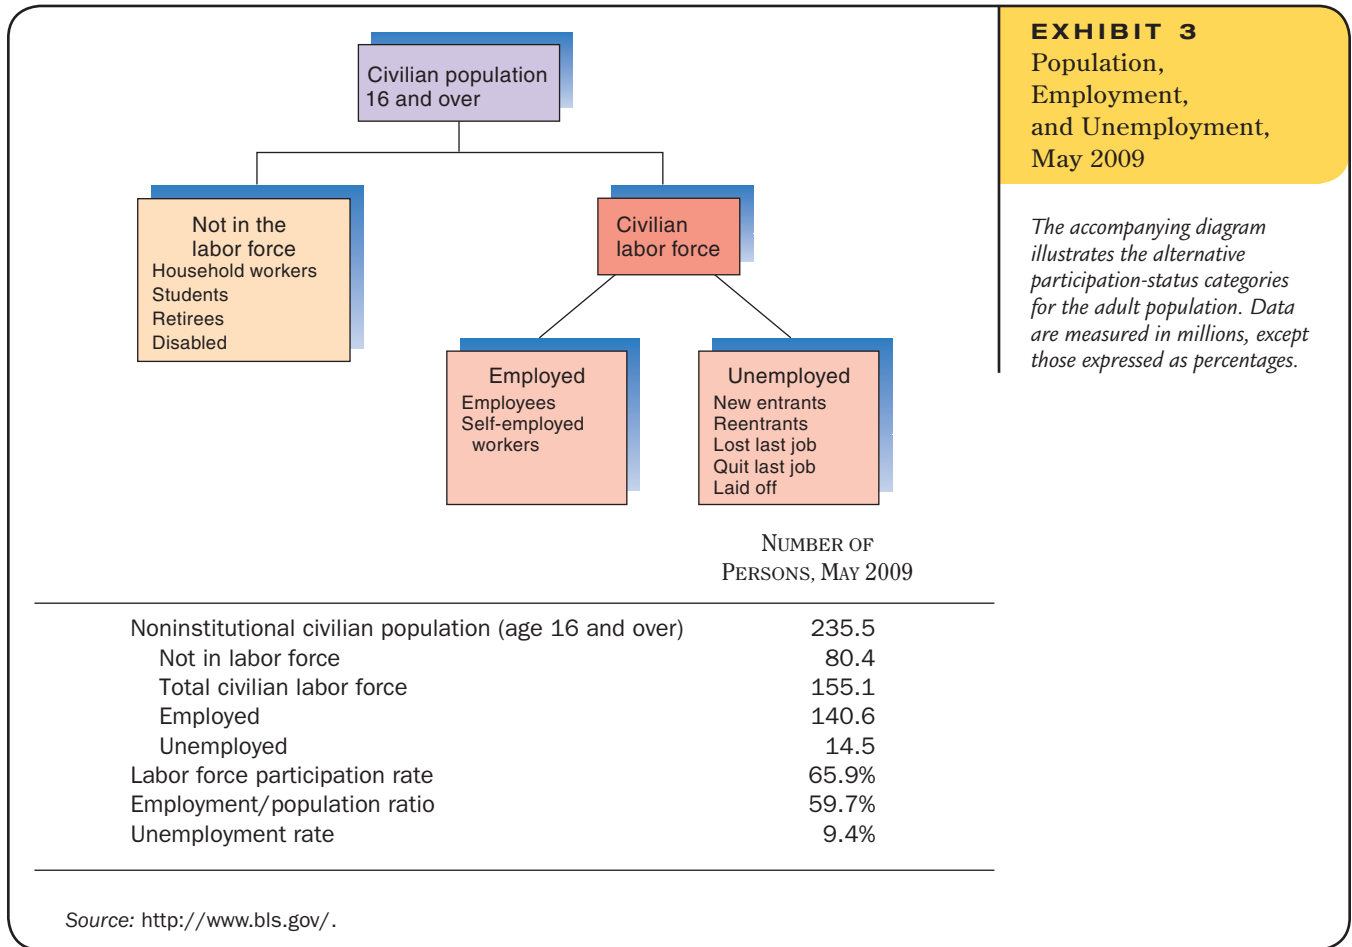 EXHIBIT 3
Population,
Employment,
and Unemployment,
May 2009
The accompanying diagram
illustrates the alternative
participation-status categories
for the adult population. Data
are measured in millions, except
those expressed as percentages.
Civilian population
16 and over
Not in the
labor force
Household workers
Students
Retirees
Disabled
Civilian
labor force
Employed
Employees
Self-employed
workers
Unemployed
New entrants
Reentrants
Lost last job
Quit last job
Laid off
NUMBER OF
PERSONS, MAY 2009
Noninstitutional civilian population (age 16 and over) 235.5
Not in labor force 80.4
Total civilian labor force 155.1
Employed 140.6
Unemployed 14.5
Labor force participation rate 65.9%
Employment/population ratio 59.7%
Unemployment rate 9.4%
Source: http://www.bls.gov/.